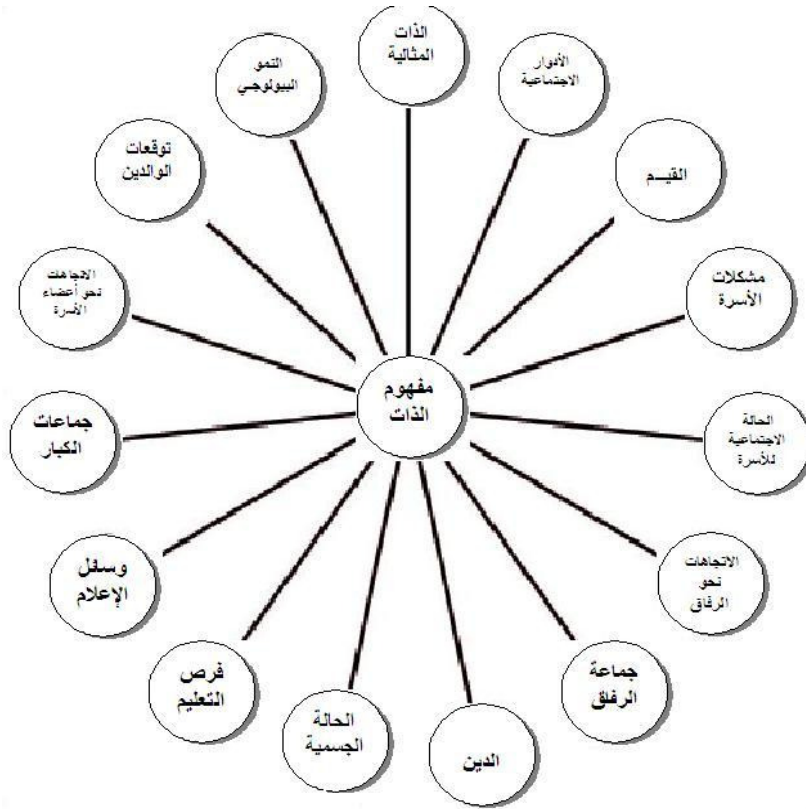 الذات
المثالية
الأدوار
الاجتماعية
القيــم
مشكلات
الأسرة
الحالة
الاجتماعية
للأسرة
الاتجاهات
نحو
الرفاق
جماعة
الرفاق
الدين
الحالة
الجسمية
فرص
التعليم
وسائل
الإعلام
جماعات
الكبار
الاتجاهات
نحو أعضاء
الأسرة
توقعات
الوالدين
النمو
البيولوجي
مفهوم
الذات